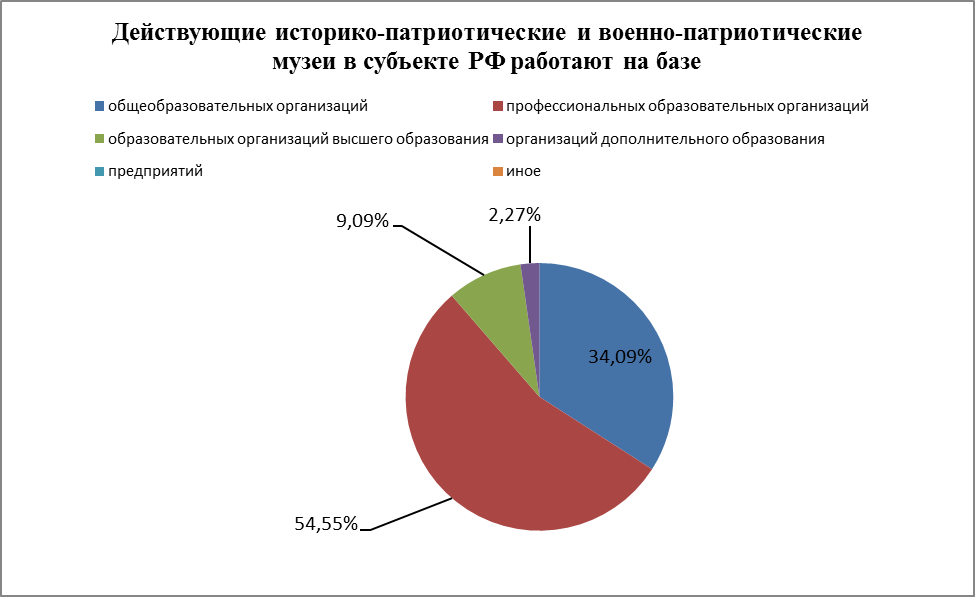 Действующие историко-патриотические и военно-патриотические
музеи в субъекте РФ работают на базе
общеобразовательных организаций
профессиональных образовательных организаций
образовательных организаций высшего образования
организаций дополнительного образования
предприятий
иное
9,09%
2,27%
34,09%
54,55%